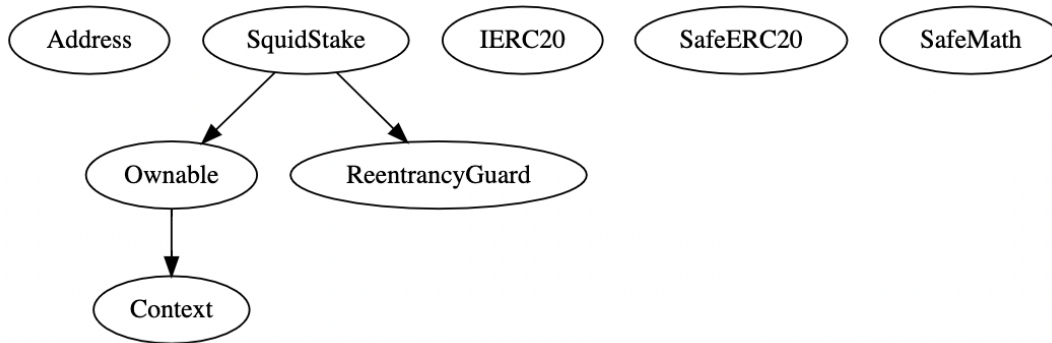 Address
SquidStake
IERC20
SafeERC20
SafeMath
Ownable
ReentrancyGuard
Context